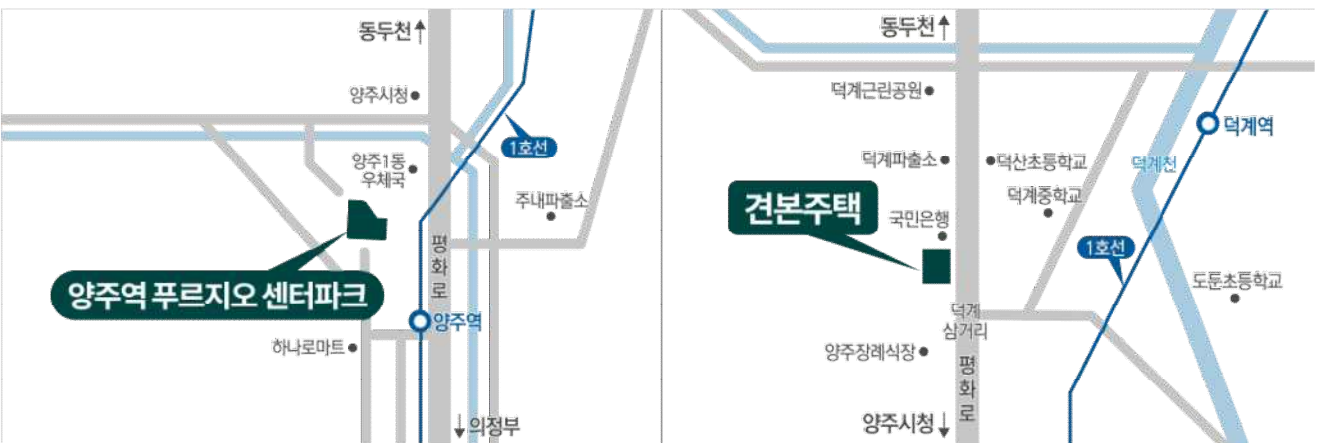 동두천↑
양주시청
1호선
양주1동
우체국
주내파출소
평화로
양주역 푸르지오 센터파크
양주역
하나로마트
↓의정부
동두천↑
덕계근린공원
덕계역
덕계파출소
덕산초등학교
덕계천
덕계중학교
견본주택
국민은행
1호선
도둔초등학교
덕계
삼거리
양주장례식장
평화로
양주시청↓